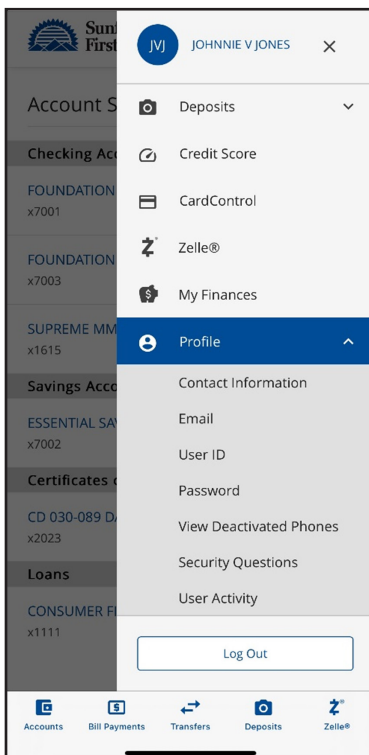 First
JVJ
JOHNNIE V JONES
Account S
Deposits
Checking Acc
Credit Score
FOUNDATION
x7001
CardControl
Zelle®
FOUNDATION
x7003
My Finances
SUPREME MM
x1615
Profile
Savings Acco
Contact Information
ESSENTIAL SAV
x7002
Email
User ID
Certificates
Password
CD 030-089 DA
x2023
View Deactivated Phones
Security Questions
Loans
User Activity
CONSUMER FI
x1111
Log Out
Accounts
Bill Payments
Transfers
Deposits
Zelle®